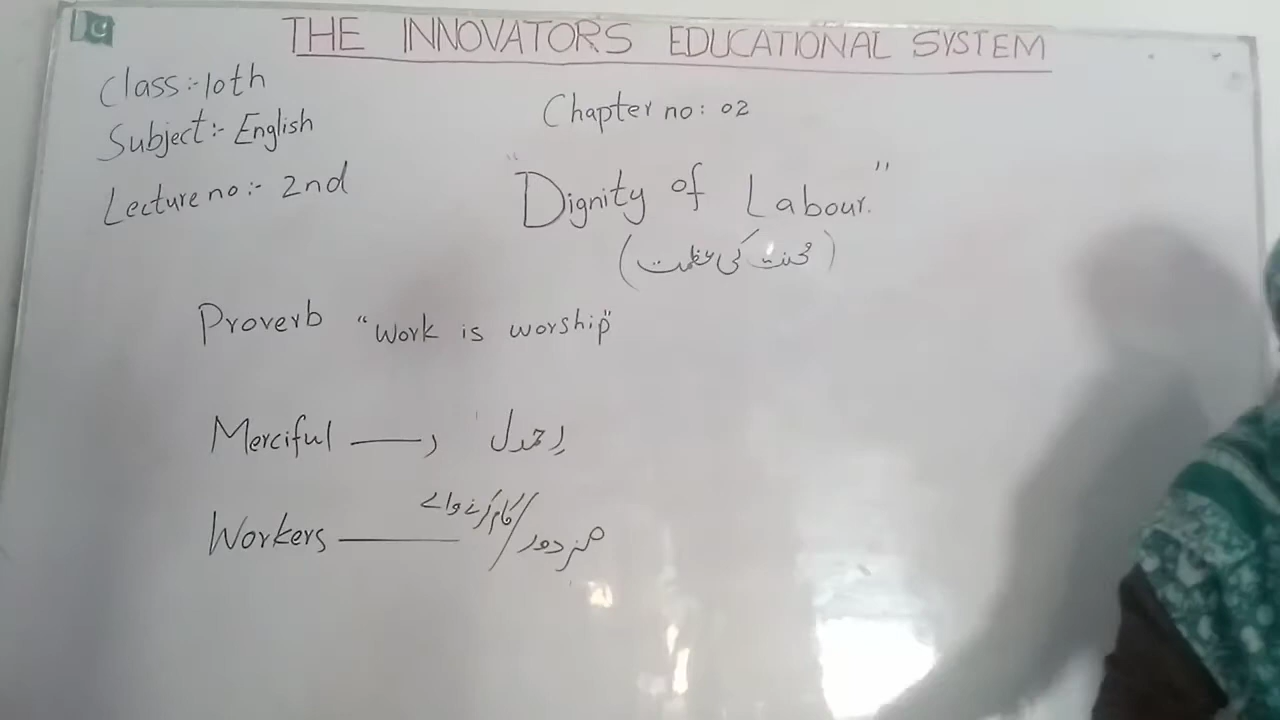 THE INNOVATORS EDUCATIONAL SYSTEM
Class:-10th
Subject:- English
Lecture no:- 2nd
Chapter no: 02
"Dignity of Labour."
(محنت کی عظمت)
Proverb "Work is worship"
Merciful — رحمدل
Workers — مزدور/کام کرنے والے